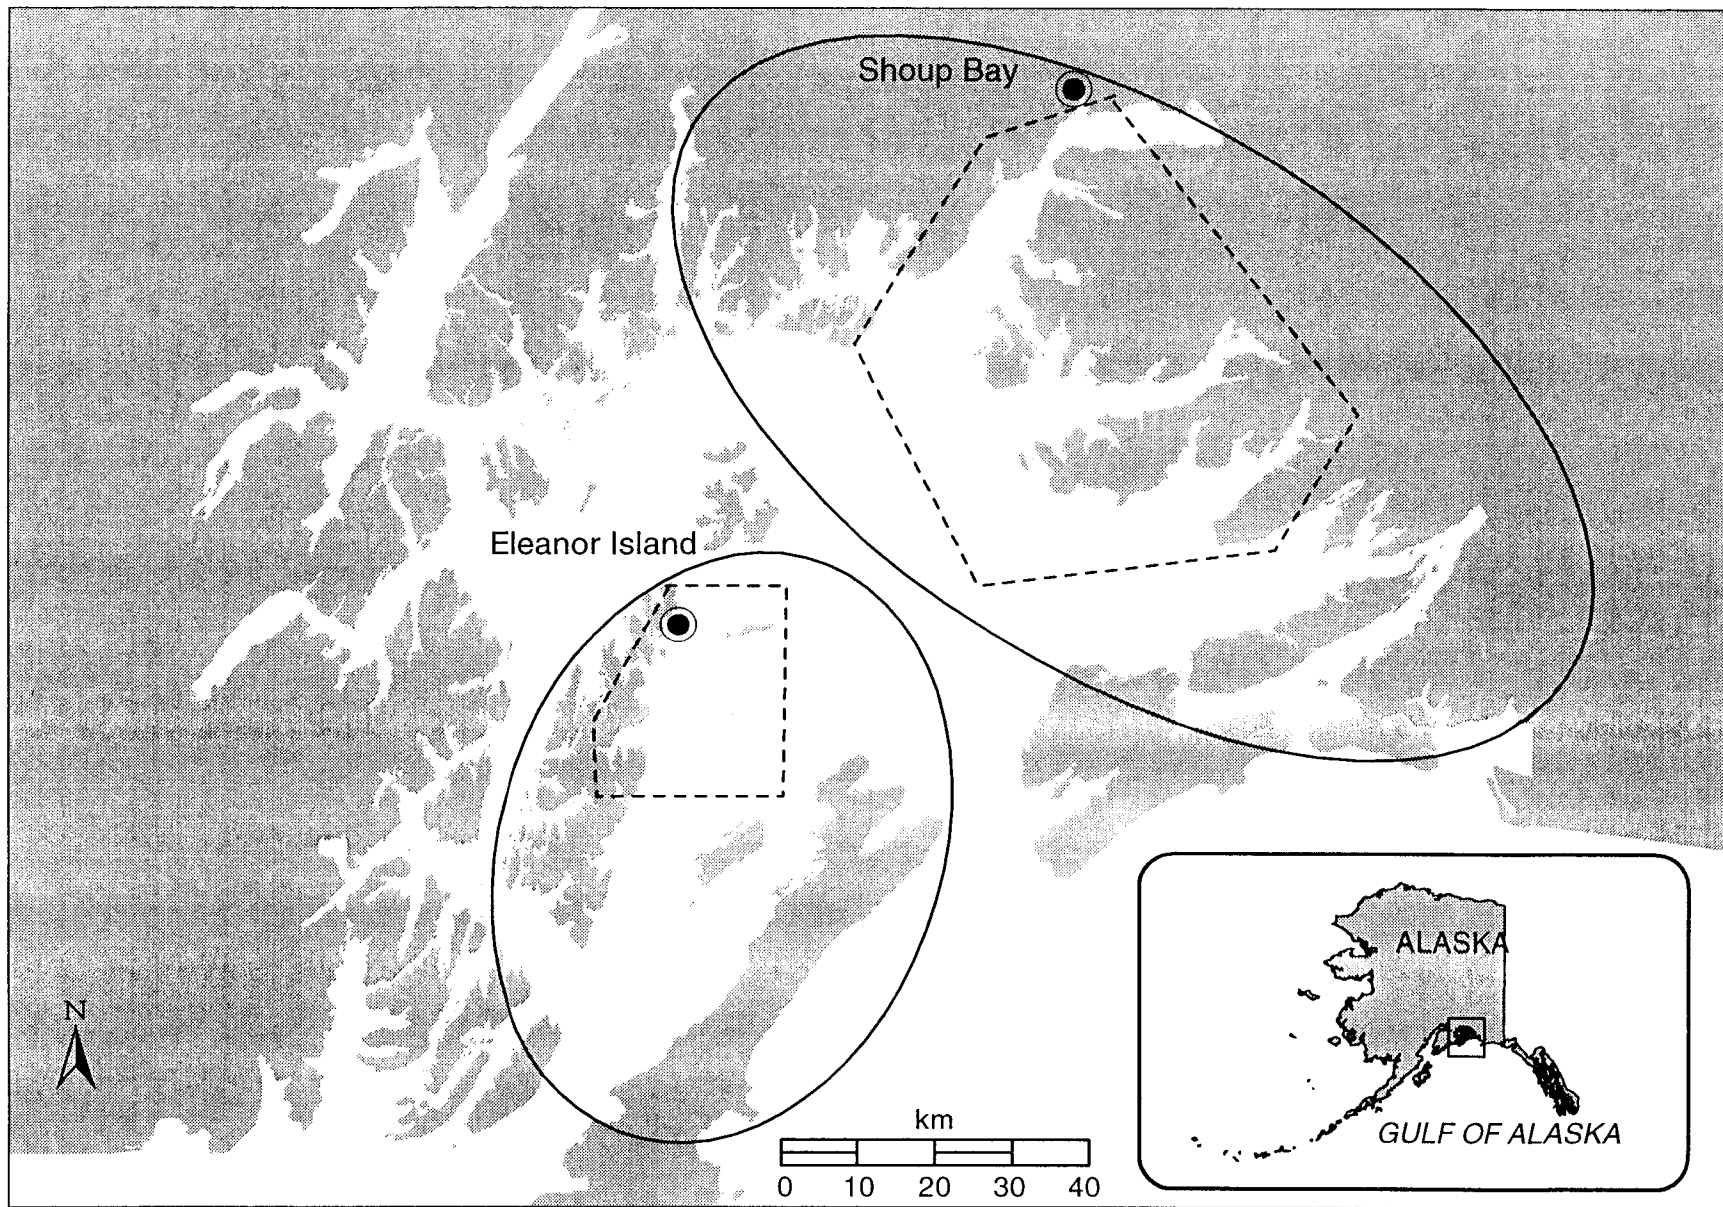 Shoup Bay
Eleanor Island
N
km
0 10 20 30 40
ALASKA
GULF OF ALASKA